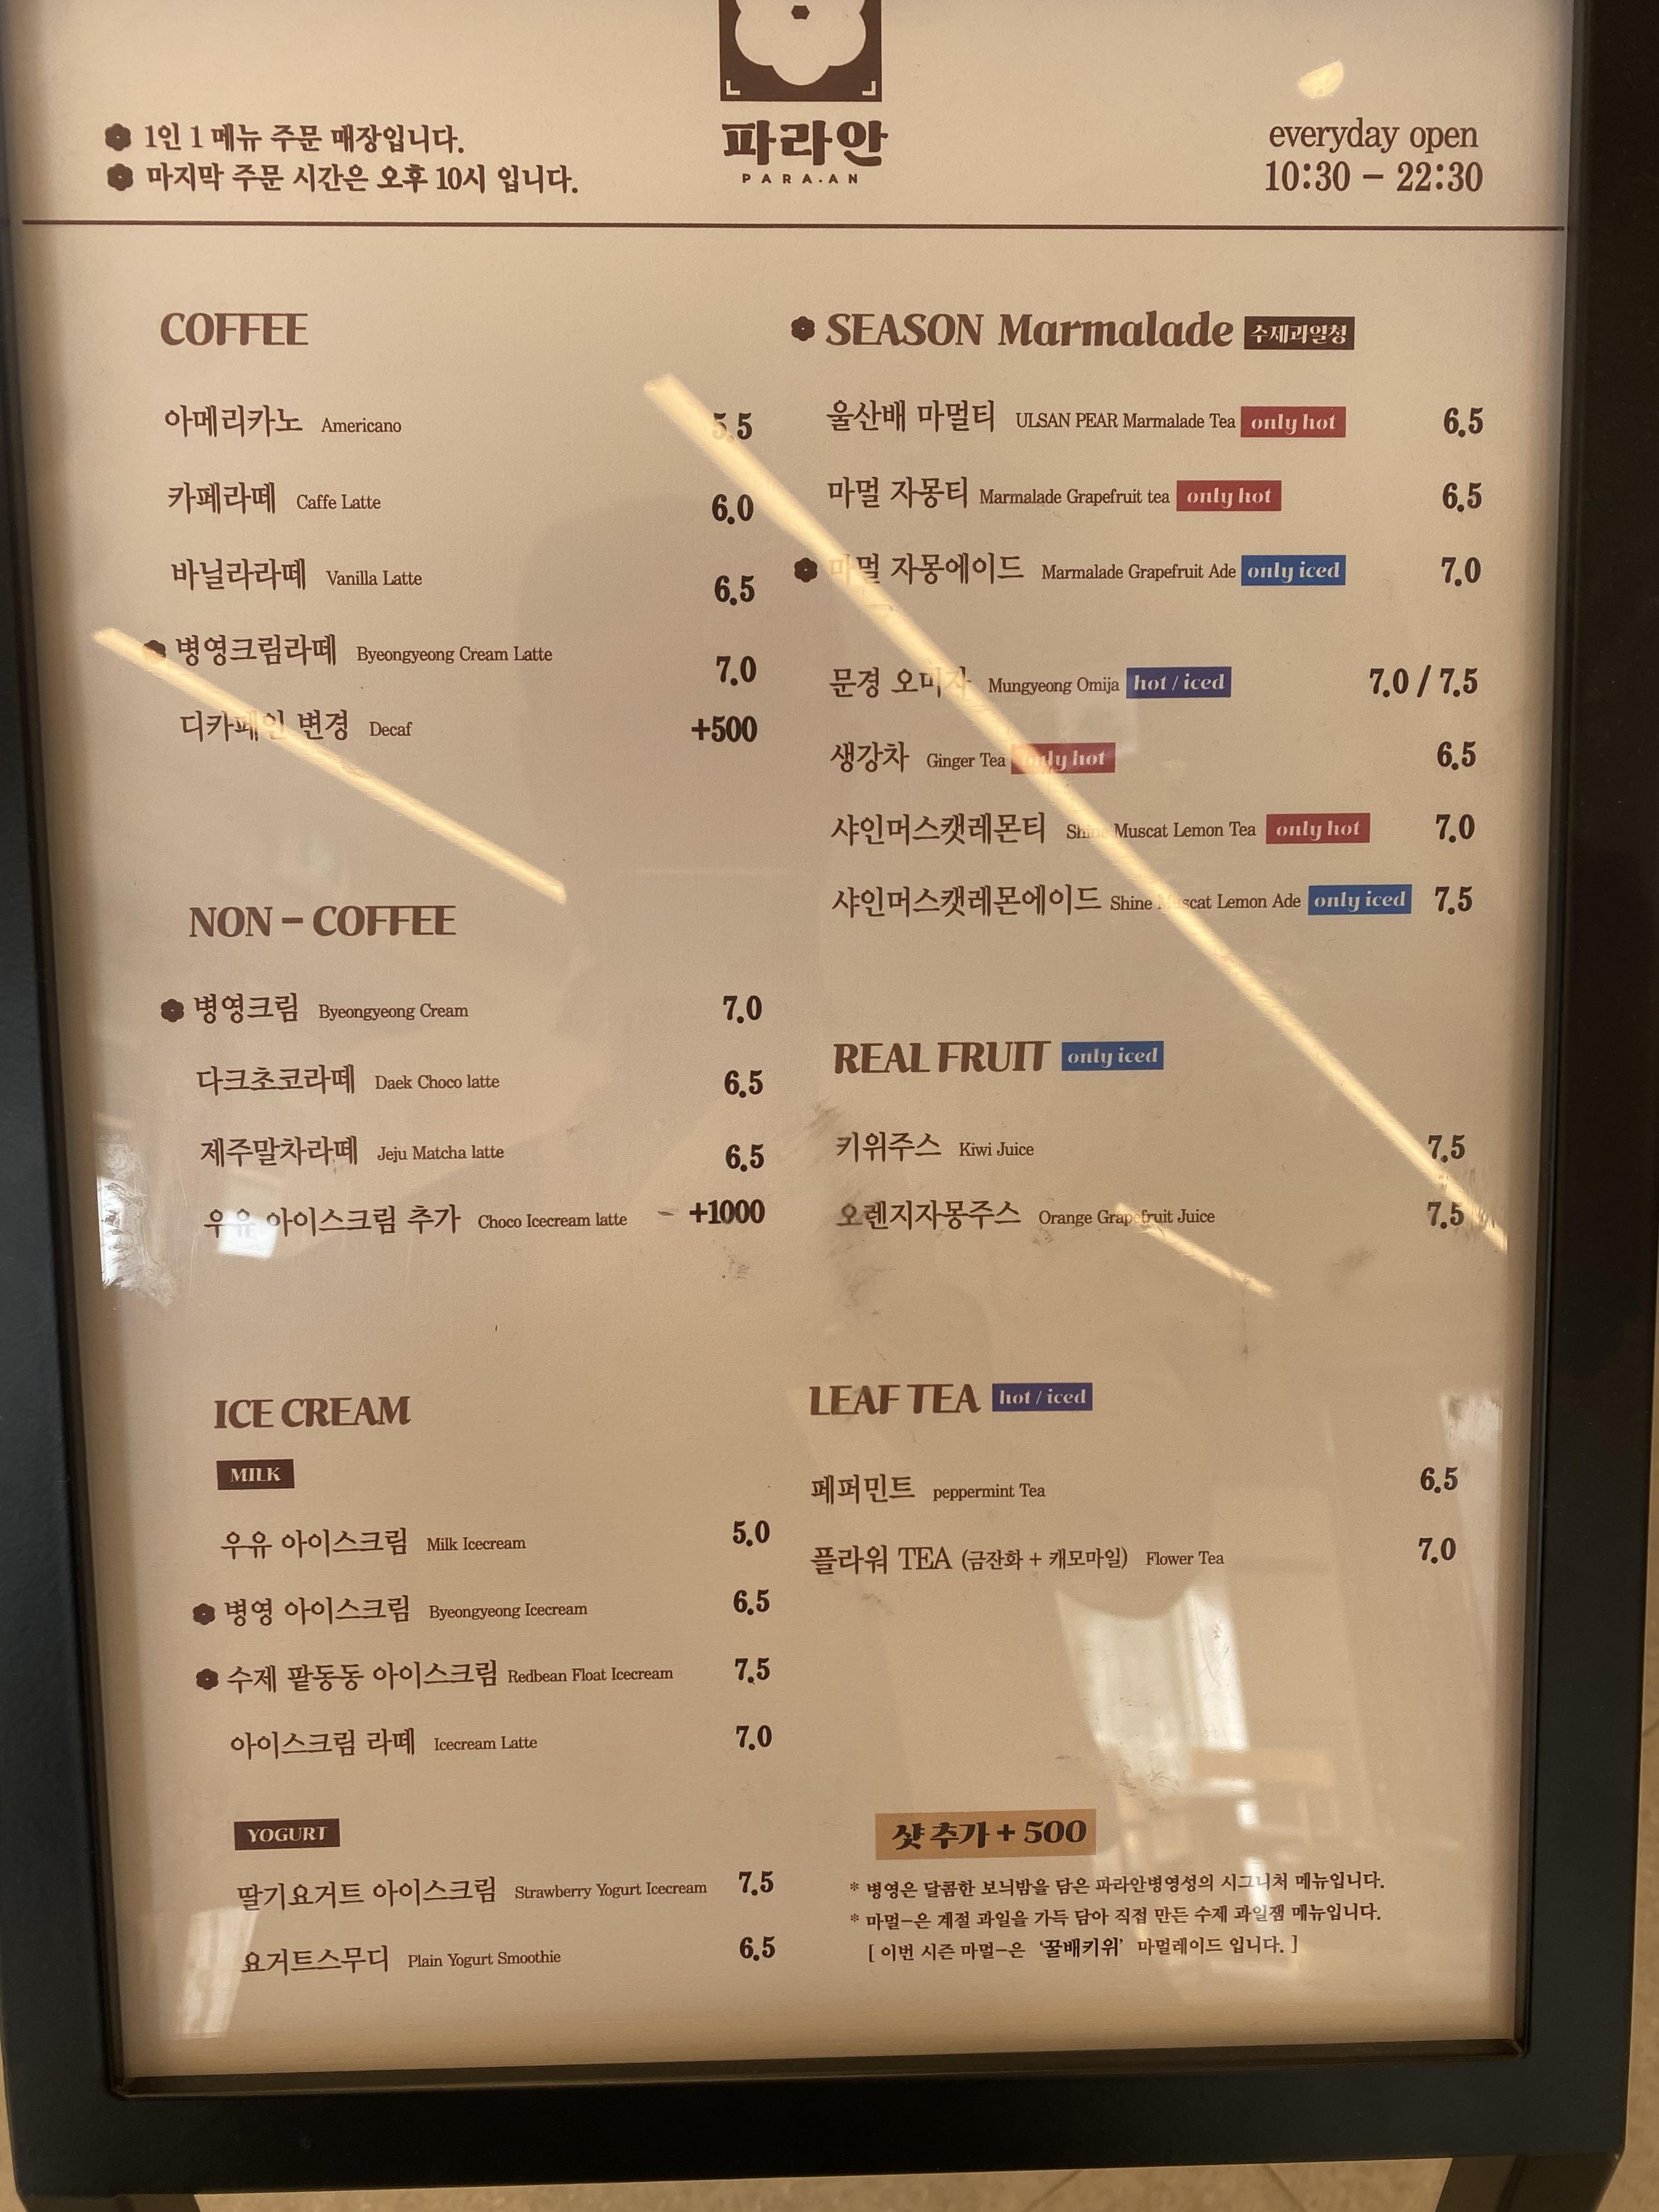 파라안
PARA.AN
1인 1 메뉴 주문 매장입니다.
마지막 주문 시간은 오후 10시 입니다.
everyday open
10:30 - 22:30
COFFEE
아메리카노 Americano 5.5
카페라떼 Caffe Latte 6.0
바닐라라떼 Vanilla Latte 6.5
병영크림라떼 Byeongyeong Cream Latte 7.0
디카페인 변경 Decaf +500
NON - COFFEE
병영크림 Byeongyeong Cream 7.0
다크초코라떼 Daek Choco latte 6.5
제주말차라떼 Jeju Matcha latte 6.5
우유 아이스크림 추가 Choco Icecream latte +1000
ICE CREAM
MILK
우유 아이스크림 Milk Icecream 5.0
병영 아이스크림 Byeongyeong Icecream 6.5
수제 팥동동 아이스크림 Redbean Float Icecream 7.5
아이스크림 라떼 Icecream Latte 7.0
YOGURT
딸기요거트 아이스크림 Strawberry Yogurt Icecream 7.5
요거트스무디 Plain Yogurt Smoothie 6.5
SEASON Marmalade 수제과일청
울산배 마멀티 ULSAN PEAR Marmalade Tea only hot 6.5
마멀 자몽티 Marmalade Grapefruit tea only hot 6.5
마멀 자몽에이드 Marmalade Grapefruit Ade only iced 7.0
문경 오미자 Mungyeong Omija hot / iced 7.0 / 7.5
생강차 Ginger Tea only hot 6.5
샤인머스캣레몬티 Shine Muscat Lemon Tea only hot 7.0
샤인머스캣레몬에이드 Shine Muscat Lemon Ade only iced 7.5
REAL FRUIT only iced
키위주스 Kiwi Juice 7.5
오렌지자몽주스 Orange Grapefruit Juice 7.5
LEAF TEA hot / iced
페퍼민트 peppermint Tea 6.5
플라워 TEA (금잔화 + 캐모마일) Flower Tea 7.0
샷 추가 + 500
* 병영은 달콤한 보늬밤을 담은 파라안병영성의 시그니처 메뉴입니다.
* 마멀-은 계절 과일을 가득 담아 직접 만든 수제 과일잼 메뉴입니다.
[ 이번 시즌 마멀-은 '꿀배키위' 마멀레이드 입니다. ]